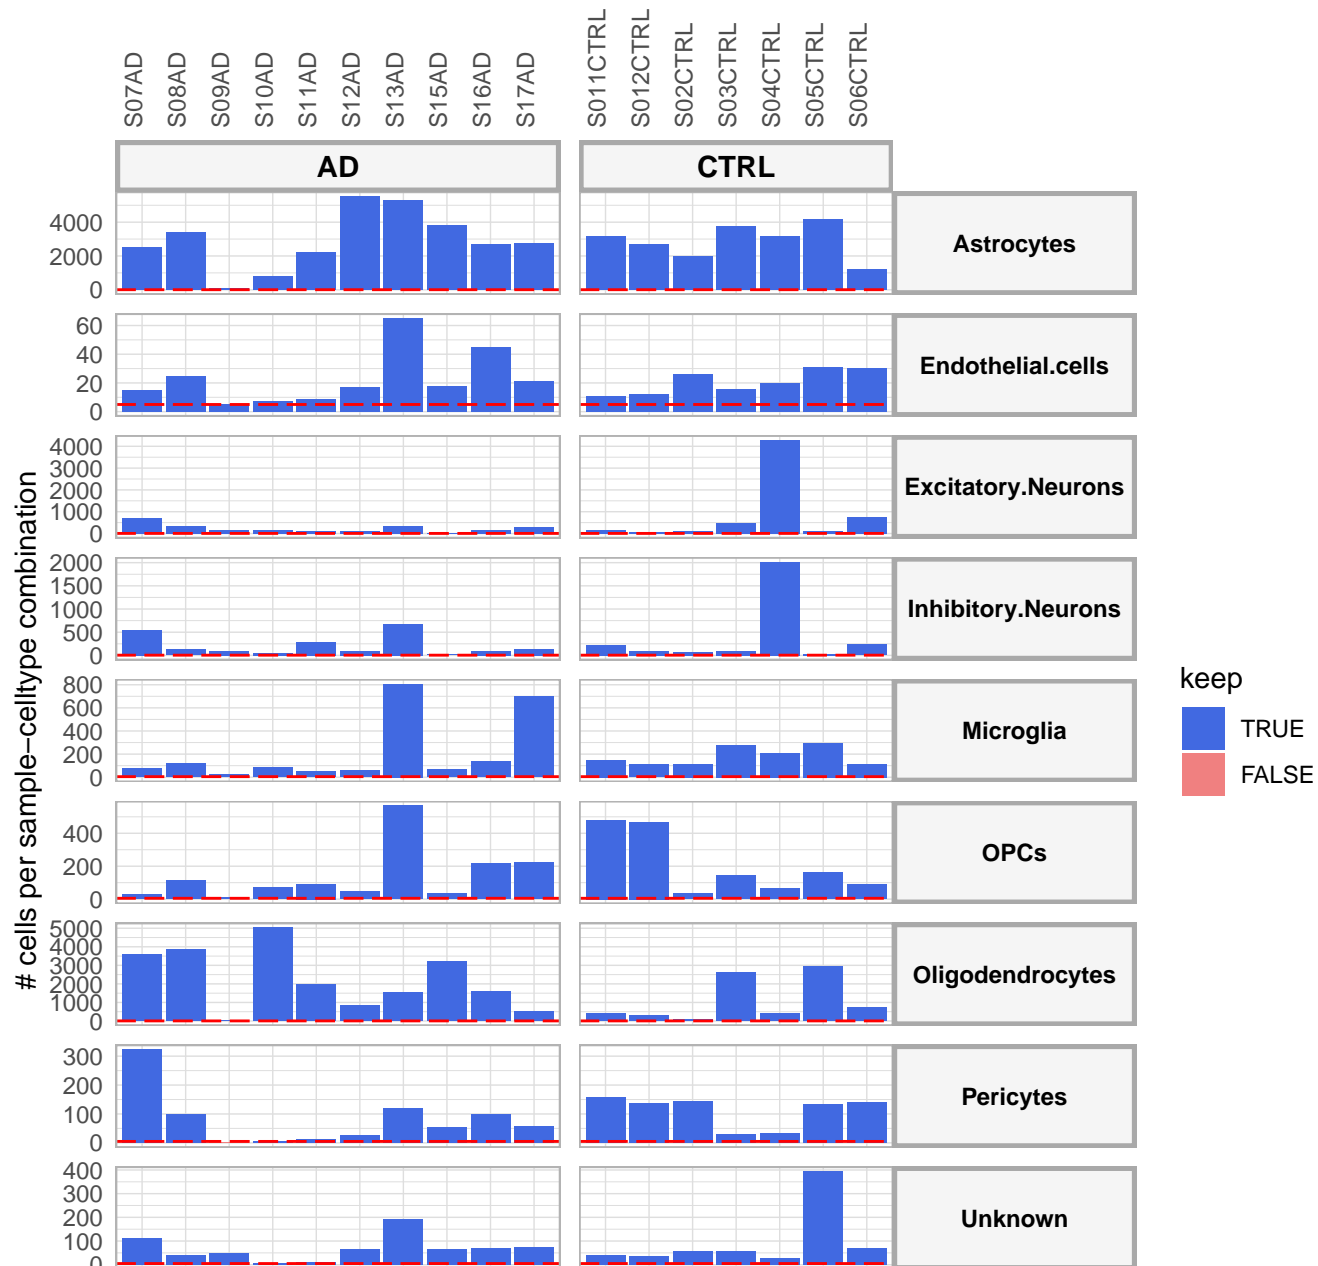 S07AD
S08AD
S09AD
S10AD
S11AD
S12AD
S13AD
S15AD
S16AD
S17AD
S011CTRL
S012CTRL
S02CTRL
S03CTRL
S04CTRL
S05CTRL
S06CTRL
AD
CTRL
4000
2000
0
Astrocytes
60
40
20
0
Endothelial.cells
4000
3000
2000
1000
0
Excitatory.Neurons
2000
1500
1000
500
0
Inhibitory.Neurons
800
600
400
200
0
Microglia
400
200
0
OPCs
5000
4000
3000
2000
1000
0
Oligodendrocytes
300
200
100
0
Pericytes
400
300
200
100
0
Unknown
# cells per sample−celltype combination
keep
TRUE
FALSE